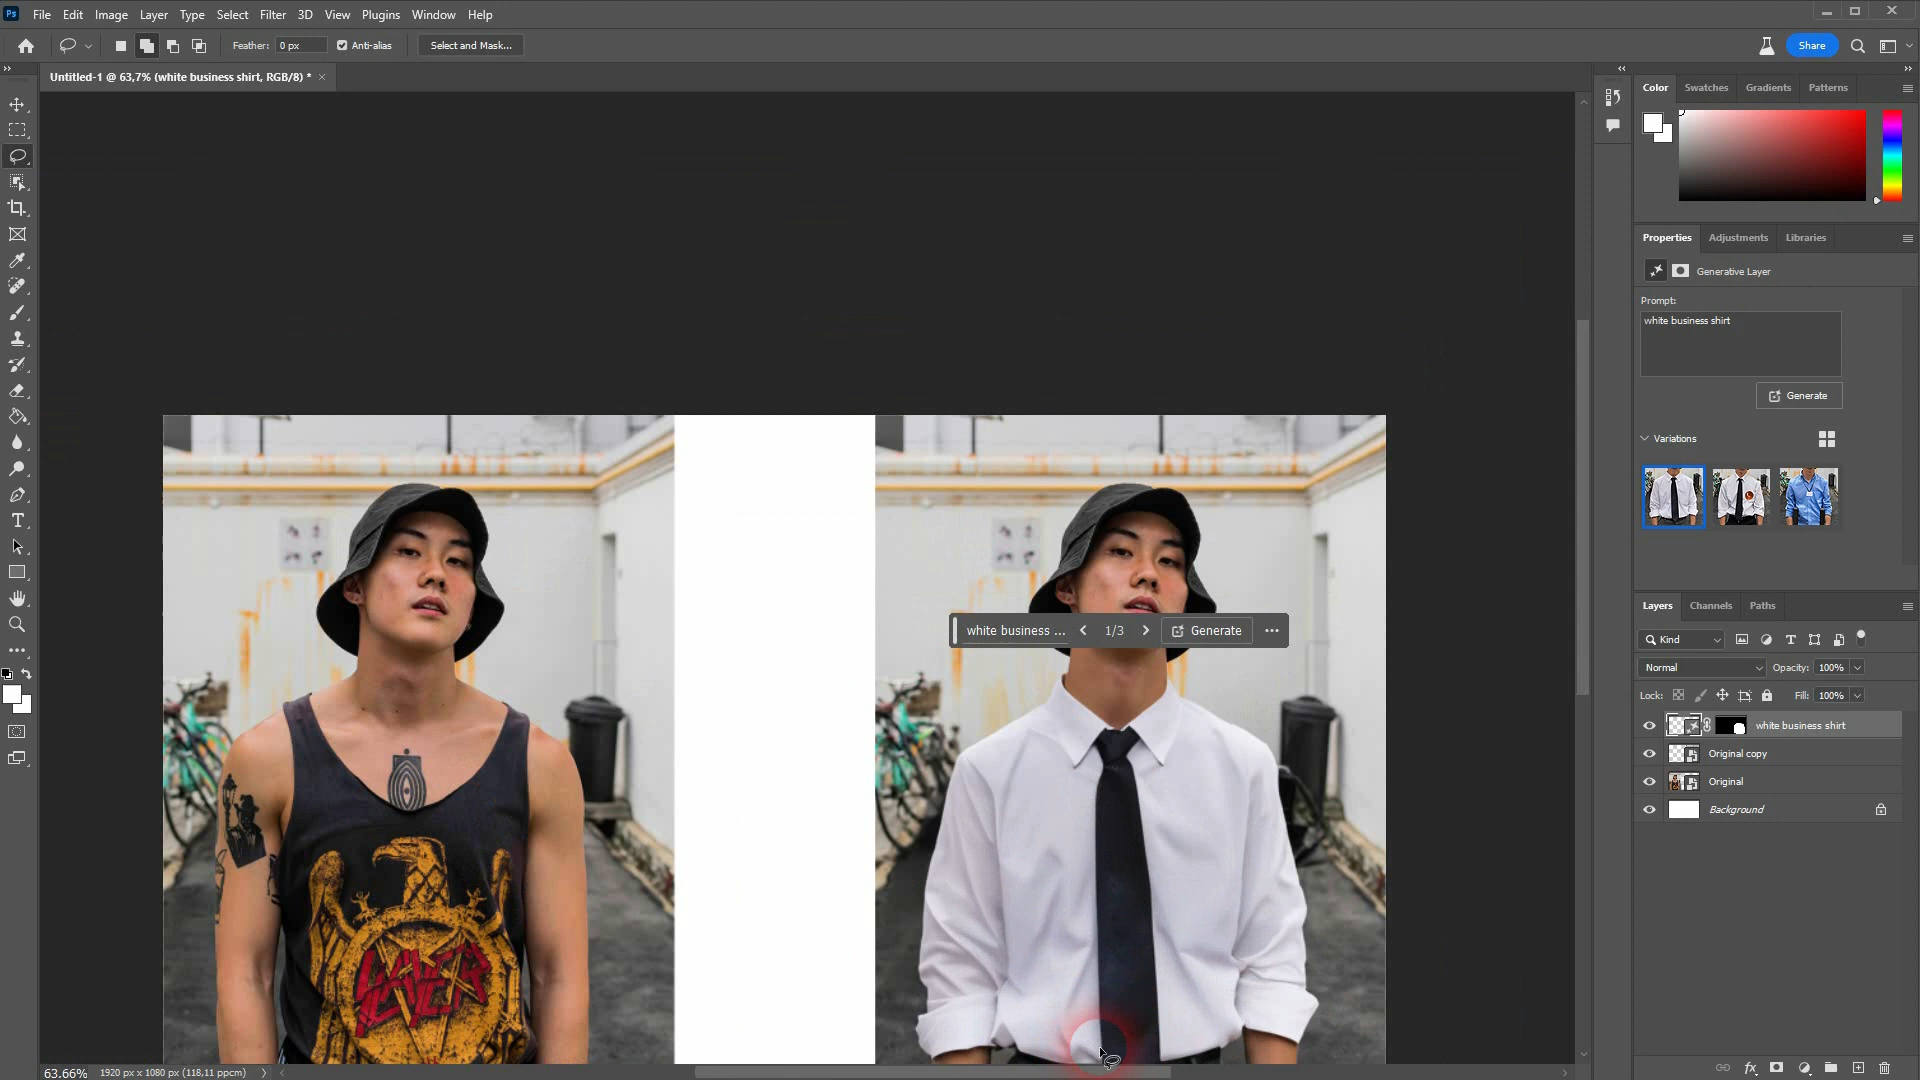 Ps File Edit Image Layer Type Select Filter 3D View Plugins Window Help
Feather: 0 px Anti-alias Select and Mask... Share
Untitled-1 @ 63,7% (white business shirt, RGB/8) * ×
Color Swatches Gradients Patterns
Properties Adjustments Libraries
Generative Layer
Prompt:
white business shirt
Generate
Variations
white business ... 1/3 Generate ...
Layers Channels Paths
Kind
Normal Opacity: 100%
Lock: Fill: 100%
white business shirt
Original copy
Original
Background
SLAYER
63,66% 1920 px x 1080 px (118,11 ppcm)
fx